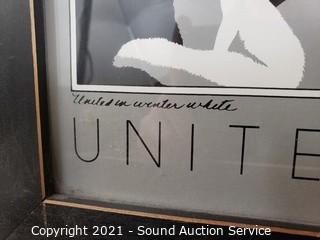 United in winter white
UNITE
Copyright 2021 - Sound Auction Service